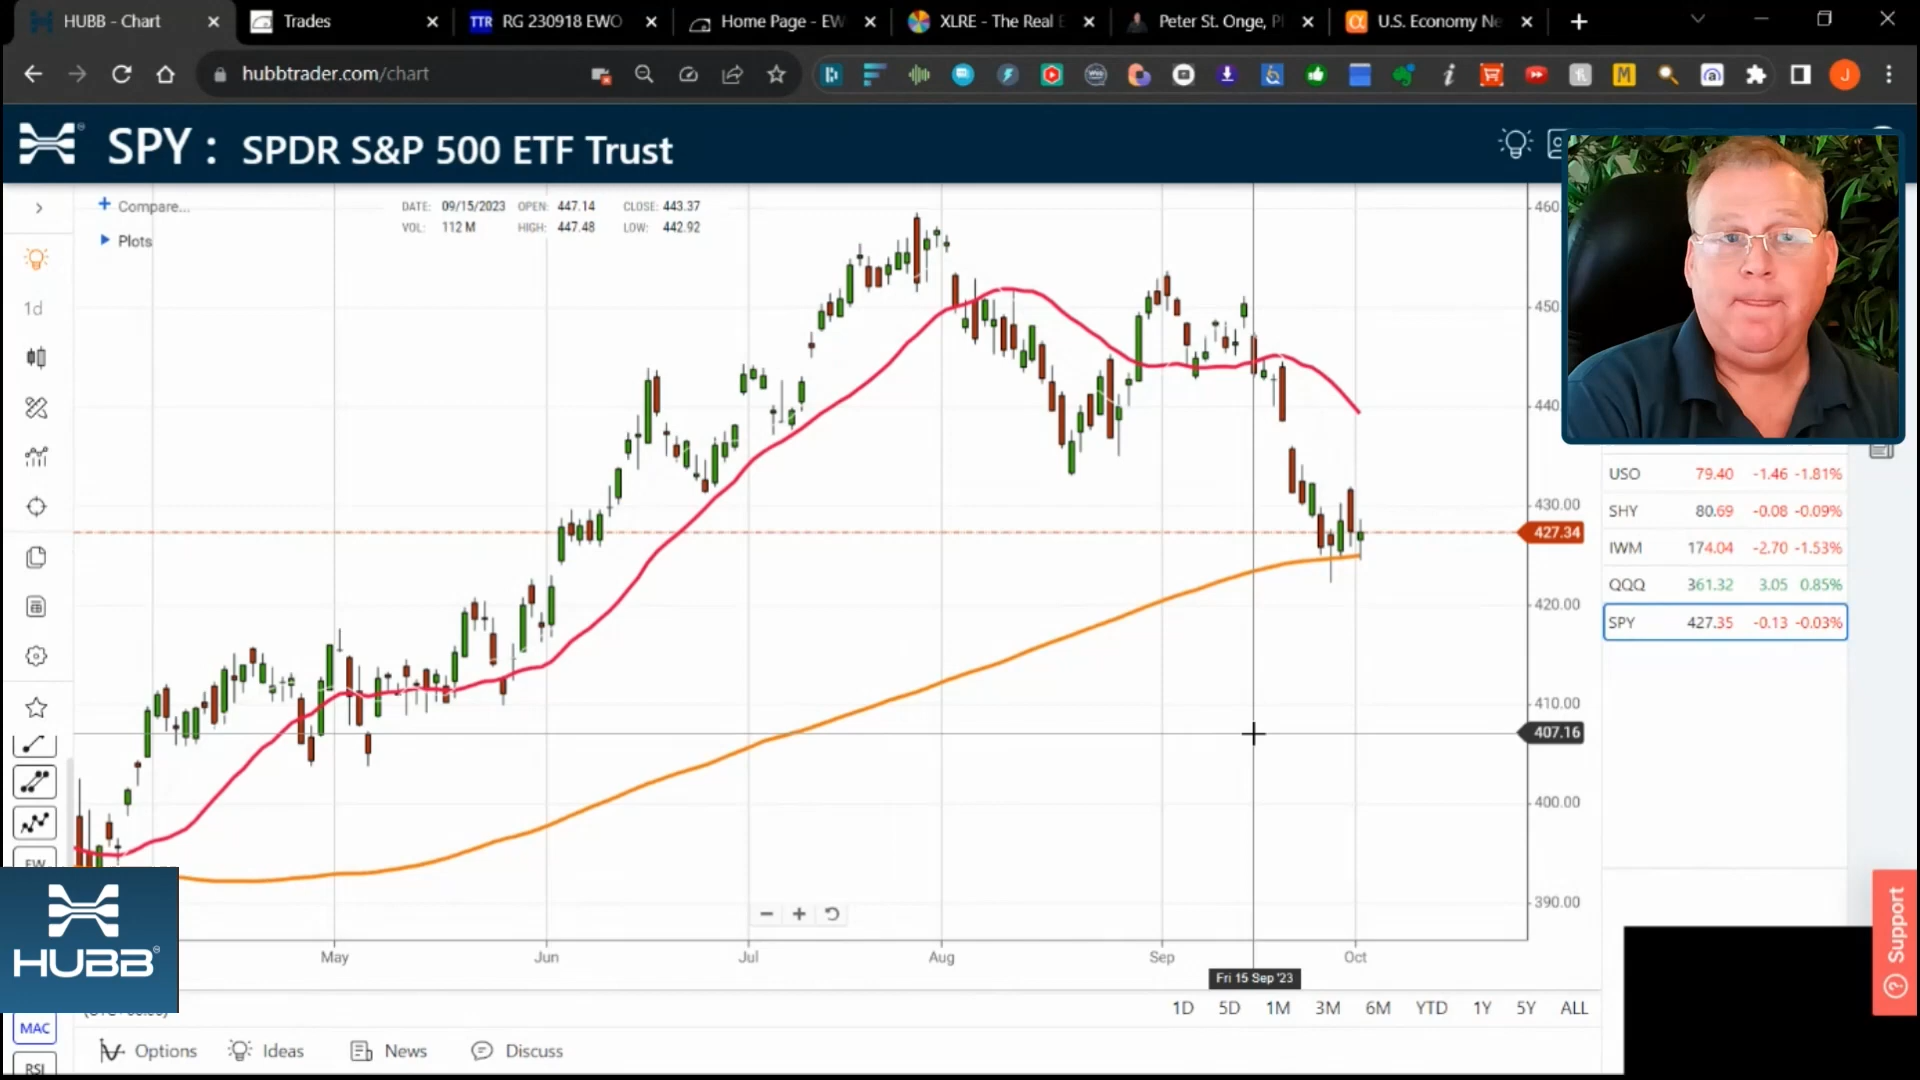 HUBB - Chart
Trades
TTR RG 230918 EWO
Home Page - EW
XLRE - The Real E
Peter St. Onge, P
U.S. Economy Ne
hubbtrader.com/chart
SPY : SPDR S&P 500 ETF Trust
+ Compare...
Plots
DATE: 09/15/2023 OPEN: 447.14 CLOSE: 443.37
VOL: 112 M HIGH: 447.48 LOW: 442.92
1d
460.
450.
440.
430.00
427.34
420.00
410.00
407.16
400.00
390.00
USO 79.40 -1.46 -1.81%
SHY 80.69 -0.08 -0.09%
IWM 174.04 -2.70 -1.53%
QQQ 361.32 3.05 0.85%
SPY 427.35 -0.13 -0.03%
May Jun Jul Aug Sep Oct
Fri 15 Sep '23
1D 5D 1M 3M 6M YTD 1Y 5Y ALL
EW
HUBB
MAC
RSI
Options Ideas News Discuss
Support
J